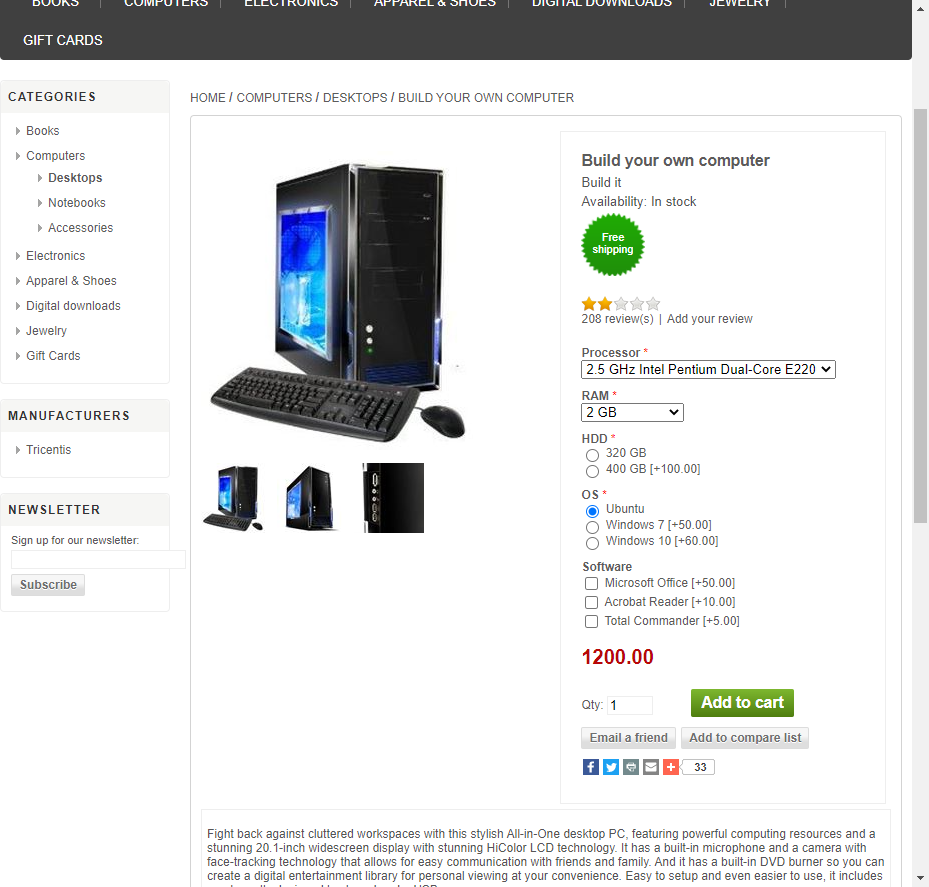 BOOKS COMPUTERS ELECTRONICS APPAREL & SHOES DIGITAL DOWNLOADS JEWELRY
GIFT CARDS
CATEGORIES
Books
Computers
Desktops
Notebooks
Accessories
Electronics
Apparel & Shoes
Digital downloads
Jewelry
Gift Cards
MANUFACTURERS
Tricentis
NEWSLETTER
Sign up for our newsletter:
Subscribe
HOME / COMPUTERS / DESKTOPS / BUILD YOUR OWN COMPUTER
Build your own computer
Build it
Availability: In stock
Free
shipping
208 review(s) | Add your review
Processor *
2.5 GHz Intel Pentium Dual-Core E220
RAM *
2 GB
HDD *
320 GB
400 GB [+100.00]
OS *
Ubuntu
Windows 7 [+50.00]
Windows 10 [+60.00]
Software
Microsoft Office [+50.00]
Acrobat Reader [+10.00]
Total Commander [+5.00]
1200.00
Qty: 1 Add to cart
Email a friend Add to compare list
33
Fight back against cluttered workspaces with this stylish All-in-One desktop PC, featuring powerful computing resources and a
stunning 20.1-inch widescreen display with stunning HiColor LCD technology. It has a built-in microphone and a camera with
face-tracking technology that allows for easy communication with friends and family. And it has a built-in DVD burner so you can
create a digital entertainment library for personal viewing at your convenience. Easy to setup and even easier to use, it includes